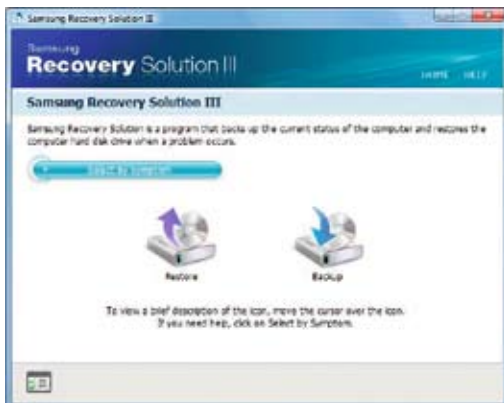 Samsung Recovery Solution III
Samsung
Recovery Solution III
HOME HELP
Samsung Recovery Solution III
Samsung Recovery Solution is a program that backs up the current status of the computer and restores the
computer hard disk drive when a problem occurs.
Select by Symptom
Restore
Backup
To view a brief description of the icon, move the cursor over the icon.
If you need help, click on Select by Symptom.